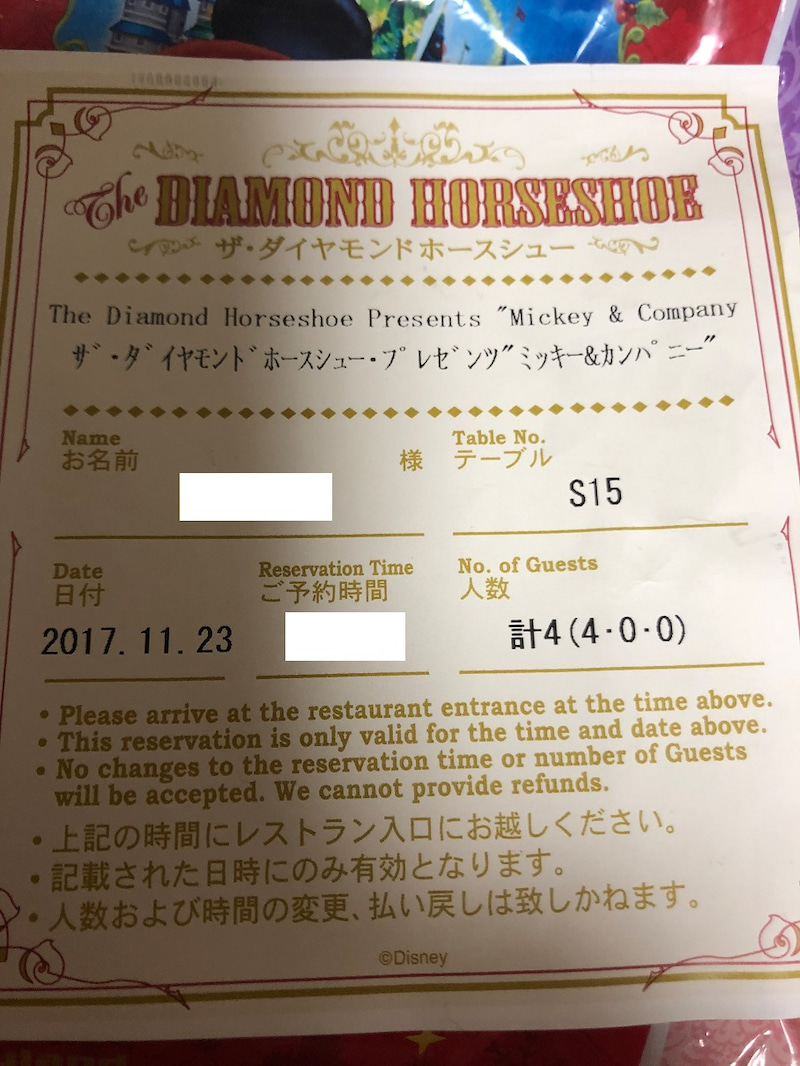 The DIAMOND HORSESHOE
ザ・ダイヤモンドホースシュー
The Diamond Horseshoe Presents "Mickey & Company
ｻﾞ・ﾀﾞｲﾔﾓﾝﾄﾞﾎｰｽｼｭｰ・ﾌﾟﾚｾﾞﾝﾂ"ﾐｯｷｰ&ｶﾝﾊﾟﾆｰ"
Name
お名前 様
Table No.
テーブル
S15
Date
日付
2017.11.23
Reservation Time
ご予約時間
No. of Guests
人数
計4(4・0・0)
• Please arrive at the restaurant entrance at the time above.
• This reservation is only valid for the time and date above.
• No changes to the reservation time or number of Guests
will be accepted. We cannot provide refunds.
• 上記の時間にレストラン入口にお越しください。
• 記載された日時にのみ有効となります。
• 人数および時間の変更、払い戻しは致しかねます。
©Disney